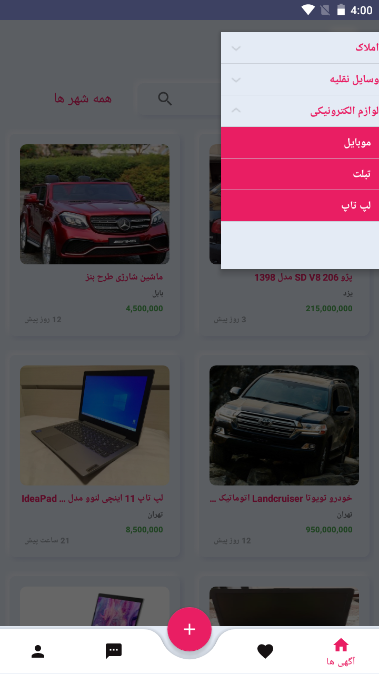 4:00
املاک
وسایل نقلیه
لوازم الکترونیکی
موبایل
تبلت
لپ تاپ
همه شهر ها
پژو 206 SD V8 مدل 1398
یزد
215,000,000
3 روز پیش
ماشین شارژی طرح بنز
بابل
4,500,000
12 روز پیش
خودرو تویوتا Landcruiser اتوماتیک ...
تهران
950,000,000
12 روز پیش
لپ تاپ 11 اینچی لنوو مدل IdeaPad ...
تهران
8,500,000
21 ساعت پیش
آگهی ها